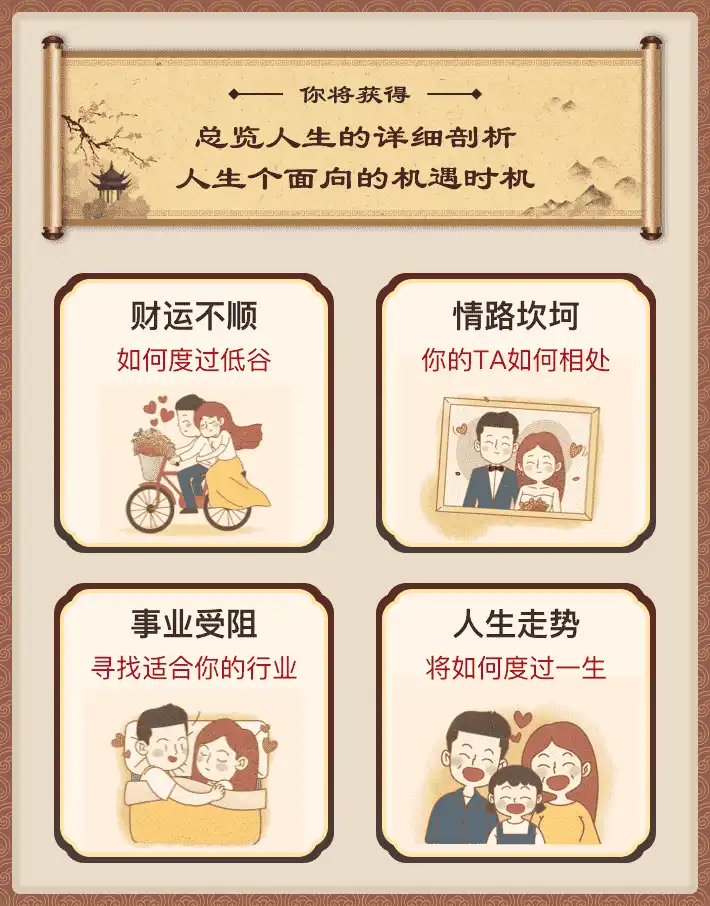 你将获得
总览人生的详细剖析
人生个面向的机遇时机
财运不顺
如何度过低谷
情路坎坷
你的TA如何相处
事业受阻
寻找适合你的行业
人生走势
将如何度过一生